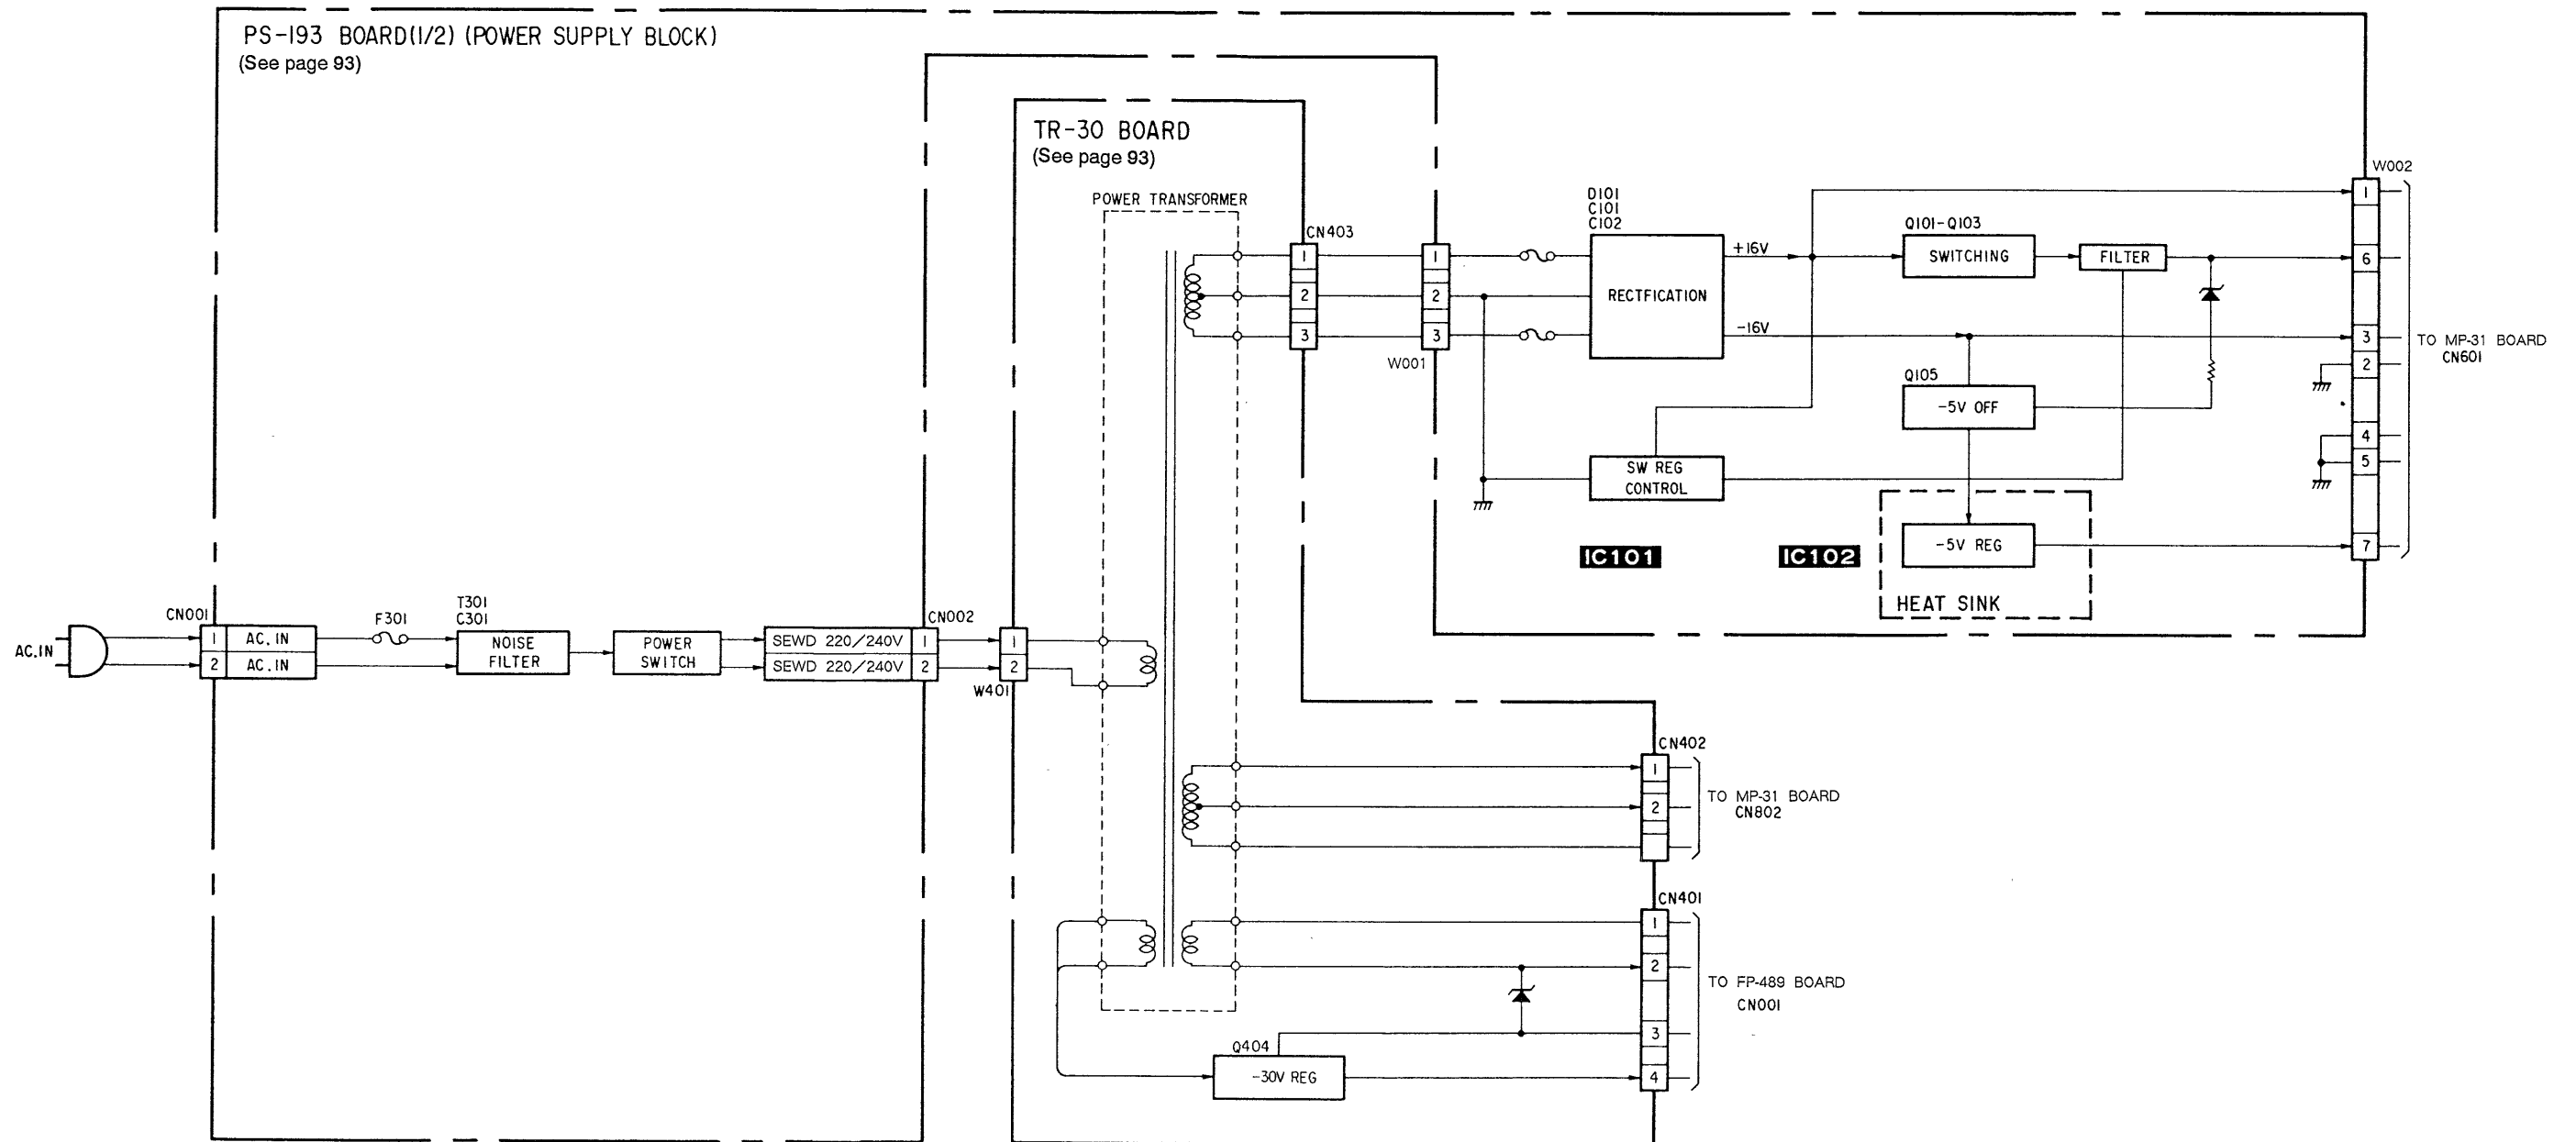 PS-193 BOARD(1/2) (POWER SUPPLY BLOCK)
(See page 93)
TR-30 BOARD
(See page 93)
POWER TRANSFORMER
CN403
1
2
3
1
2
3
W001
D101
C101
C102
RECTFICATION
+16V
-16V
Q101-Q103
SWITCHING
FILTER
Q105
-5V OFF
SW REG
CONTROL
IC101
IC102
-5V REG
HEAT SINK
W002
1
6
3
2
4
5
7
TO MP-31 BOARD
CN601
AC.IN
CN001
1 AC. IN
2 AC. IN
F301
T301
C301
NOISE
FILTER
POWER
SWITCH
CN002
SEWD 220/240V 1
SEWD 220/240V 2
1
2
W401
CN402
1
2
TO MP-31 BOARD
CN802
CN401
1
2
3
4
TO FP-489 BOARD
CN001
Q404
-30V REG